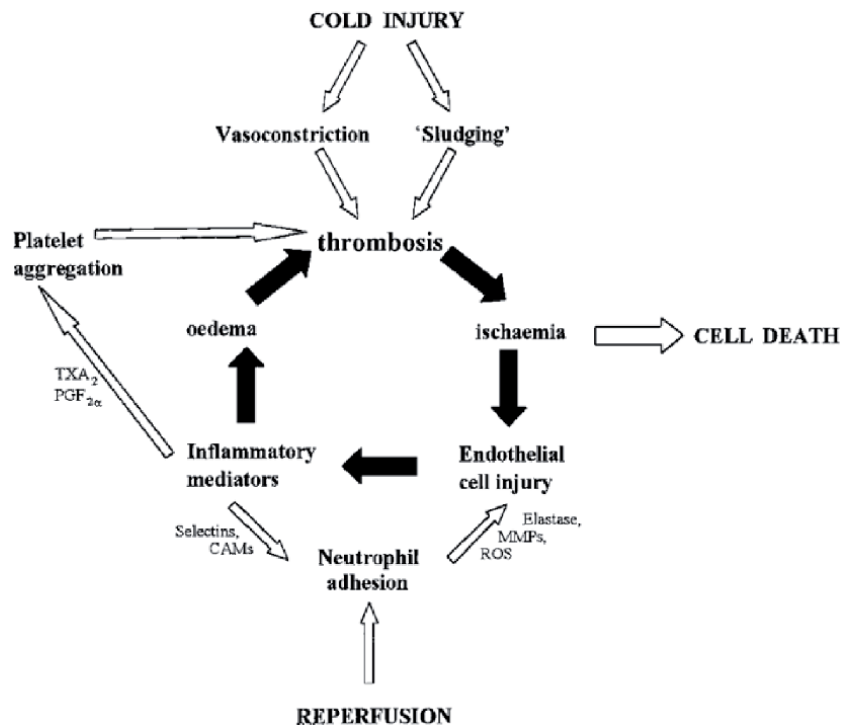 COLD INJURY
Vasoconstriction
'Sludging'
Platelet
aggregation
thrombosis
oedema
ischaemia
CELL DEATH
TXA2
PGF2α
Inflammatory
mediators
Endothelial
cell injury
Selectins,
CAMs
Elastase,
MMPs,
ROS
Neutrophil
adhesion
REPERFUSION